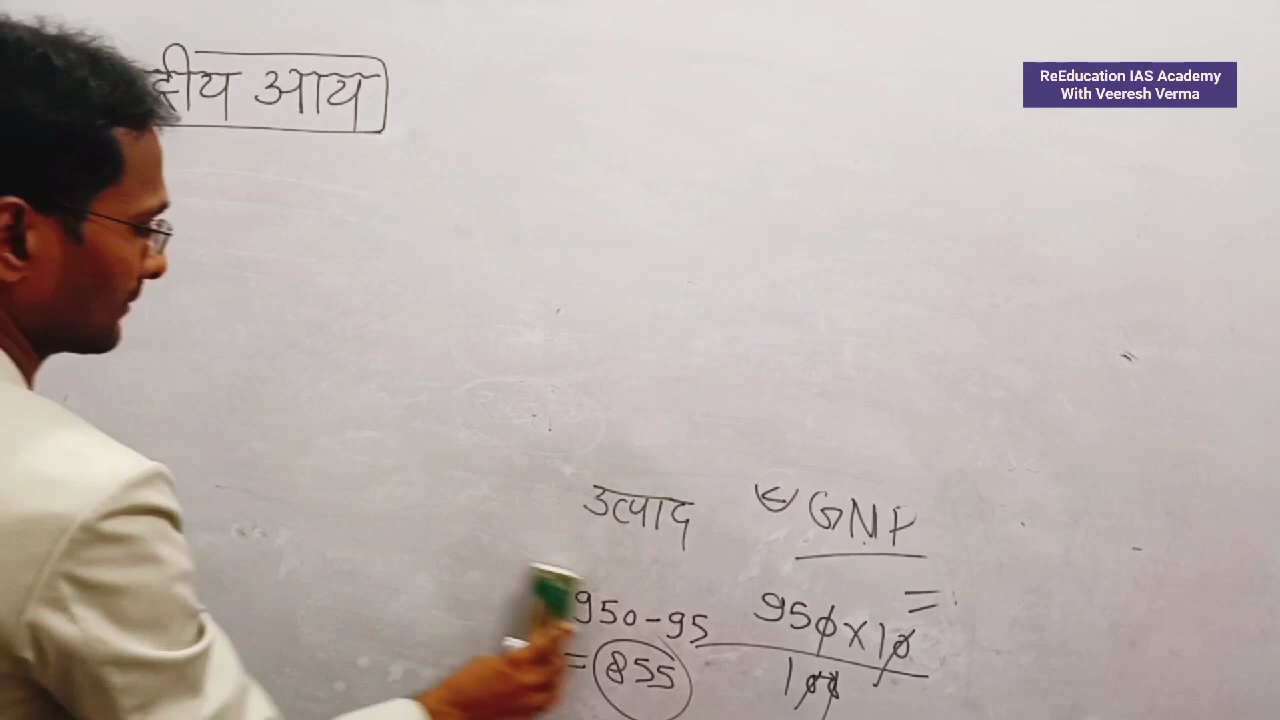 ReEducation IAS Academy
With Veeresh Verma
आय
उत्पाद GNP
=
950-95 950×10
100
= 855